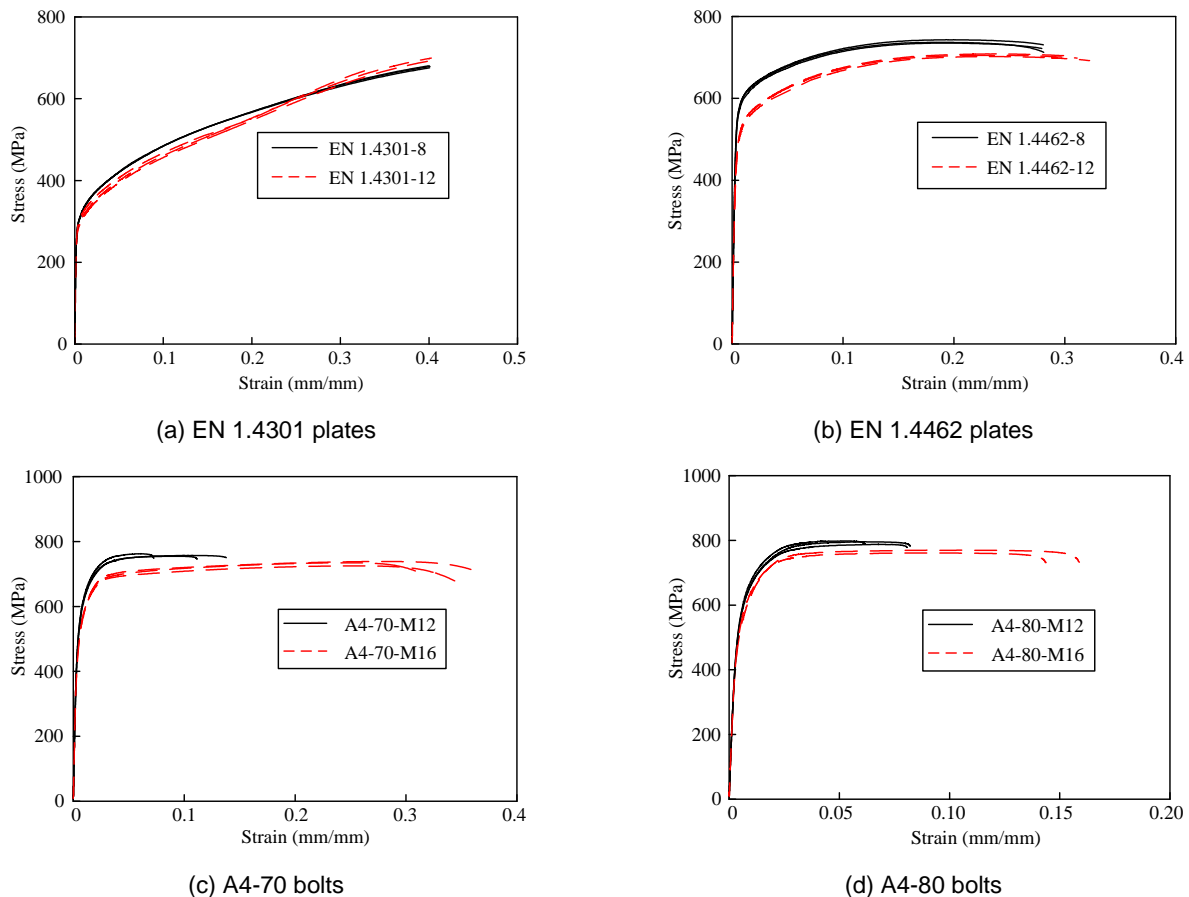 800
600
400
200
0
Stress (MPa)
EN 1.4301-8
EN 1.4301-12
0 0.1 0.2 0.3 0.4 0.5
Strain (mm/mm)
(a) EN 1.4301 plates
800
600
400
200
0
Stress (MPa)
EN 1.4462-8
EN 1.4462-12
0 0.1 0.2 0.3 0.4
Strain (mm/mm)
(b) EN 1.4462 plates
1000
800
600
400
200
0
Stress (MPa)
A4-70-M12
A4-70-M16
0 0.1 0.2 0.3 0.4
Strain (mm/mm)
(c) A4-70 bolts
1000
800
600
400
200
0
Stress (MPa)
A4-80-M12
A4-80-M16
0 0.05 0.10 0.15 0.20
Strain (mm/mm)
(d) A4-80 bolts